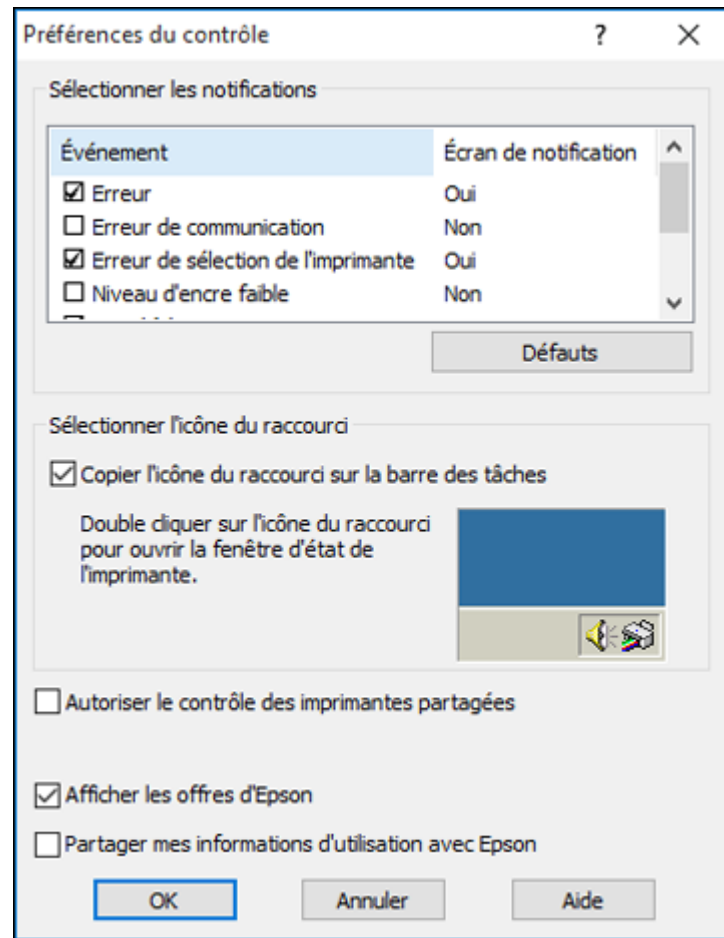 Préférences du contrôle
Sélectionner les notifications
Événement Écran de notification
Erreur Oui
Erreur de communication Non
Erreur de sélection de l'imprimante Oui
Niveau d'encre faible Non
Défauts
Sélectionner l'icône du raccourci
Copier l'icône du raccourci sur la barre des tâches
Double cliquer sur l'icône du raccourci
pour ouvrir la fenêtre d'état de
l'imprimante.
Autoriser le contrôle des imprimantes partagées
Afficher les offres d'Epson
Partager mes informations d'utilisation avec Epson
OK Annuler Aide